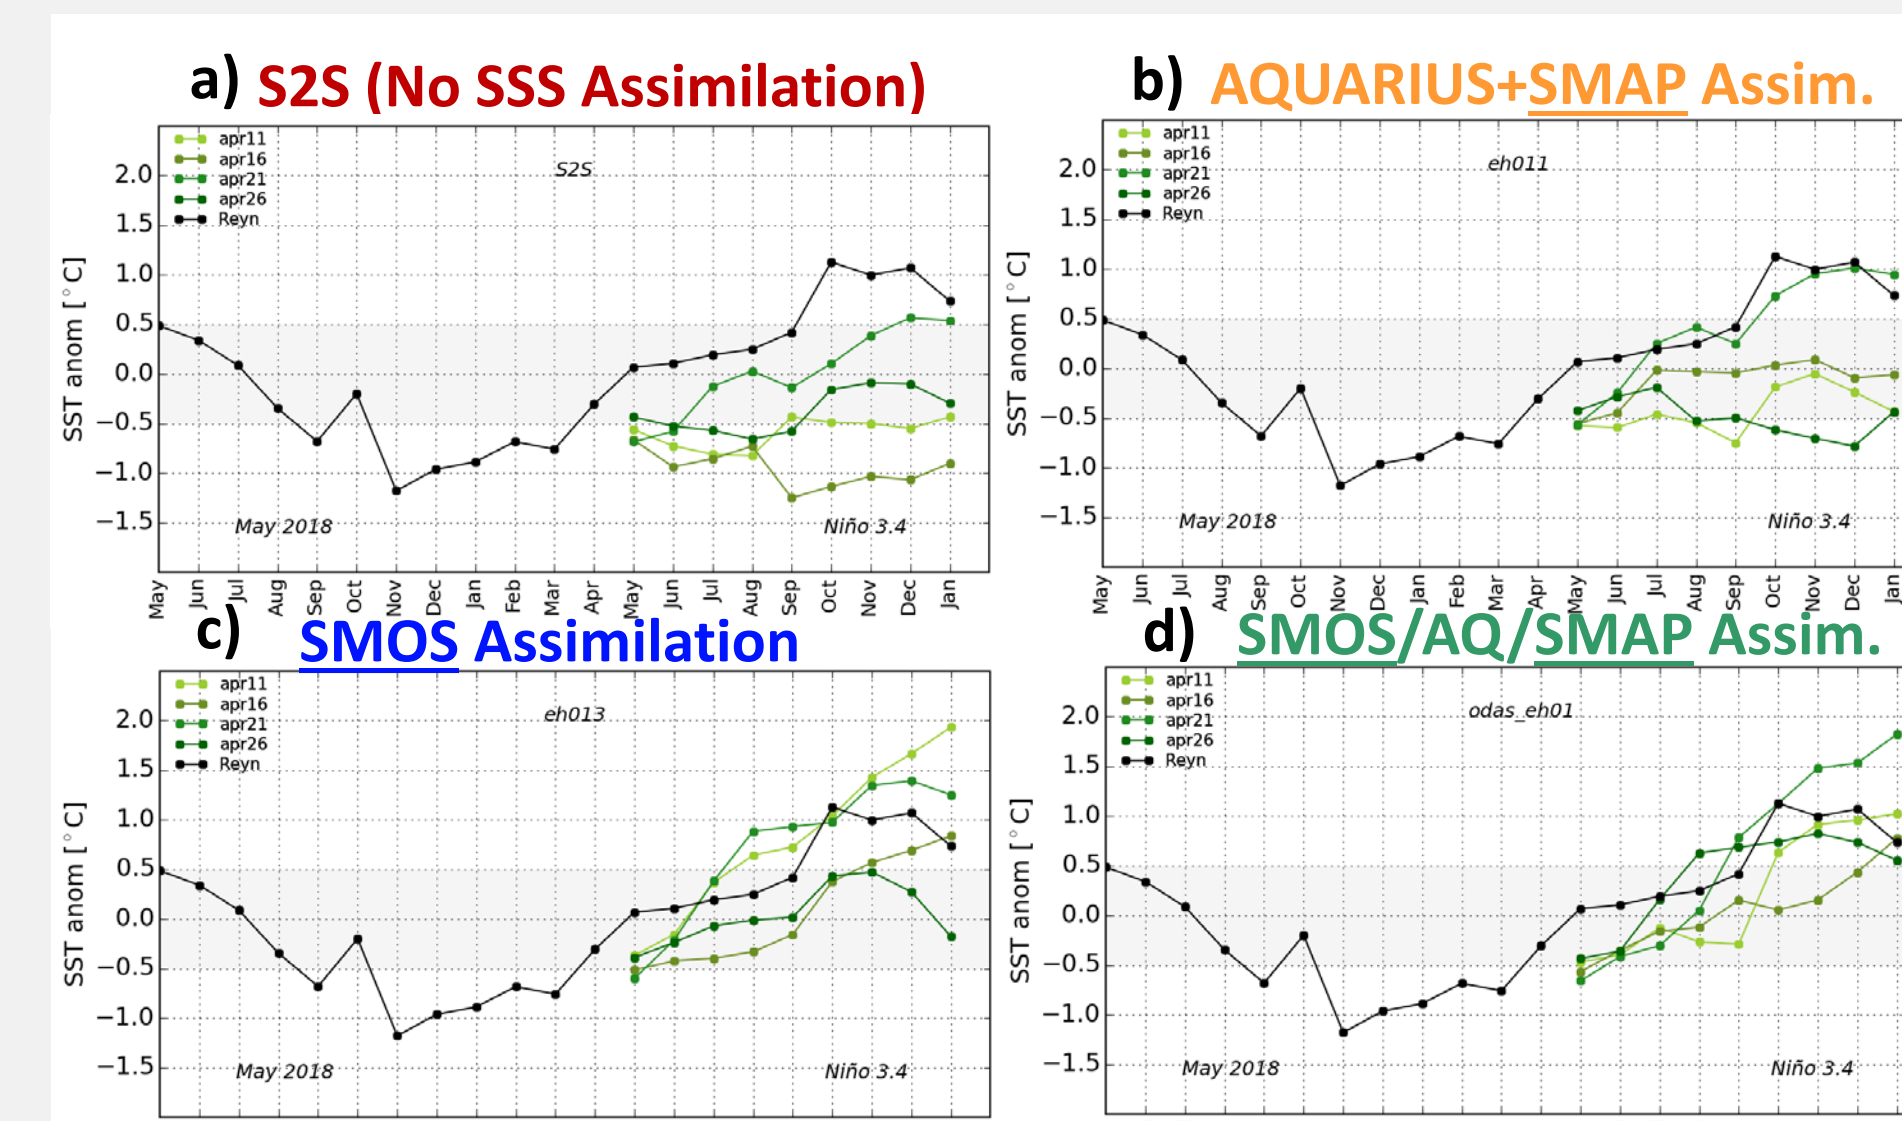 a) S2S (No SSS Assimilation)
apr11
apr16
apr21
apr26
Reyn
S2S
2.0
1.5
1.0
0.5
0.0
−0.5
−1.0
−1.5
SST anom [°C]
May 2018
Niño 3.4
May Jun Jul Aug Sep Oct Nov Dec Jan Feb Mar Apr May Jun Jul Aug Sep Oct Nov Dec Jan
b) AQUARIUS+SMAP Assim.
apr11
apr16
apr21
apr26
Reyn
eh011
2.0
1.5
1.0
0.5
0.0
−0.5
−1.0
−1.5
SST anom [°C]
May 2018
Niño 3.4
May Jun Jul Aug Sep Oct Nov Dec Jan Feb Mar Apr May Jun Jul Aug Sep Oct Nov Dec Jan
c) SMOS Assimilation
apr11
apr16
apr21
apr26
Reyn
eh013
2.0
1.5
1.0
0.5
0.0
−0.5
−1.0
−1.5
SST anom [°C]
May 2018
Niño 3.4
d) SMOS/AQ/SMAP Assim.
apr11
apr16
apr21
apr26
Reyn
odas_eh01
2.0
1.5
1.0
0.5
0.0
−0.5
−1.0
−1.5
SST anom [°C]
May 2018
Niño 3.4